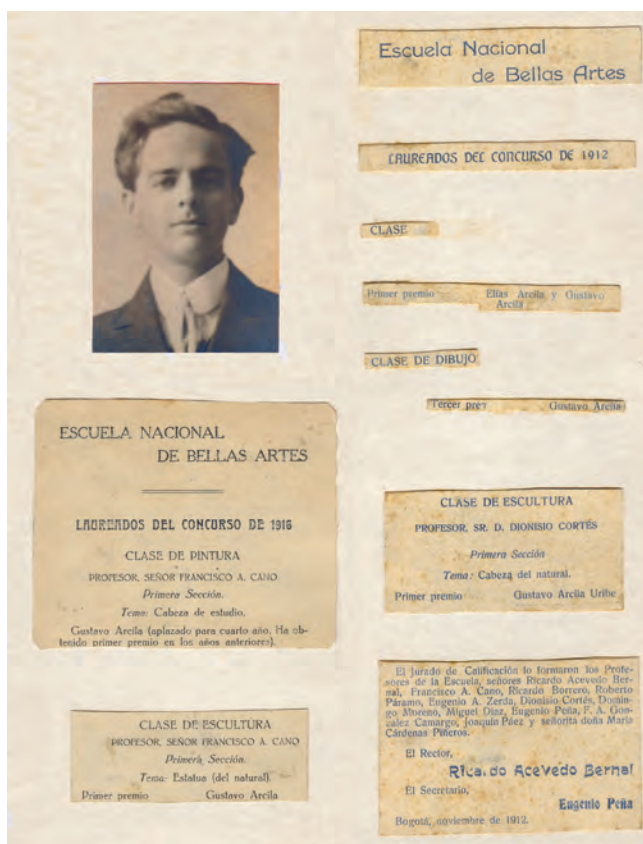 Escuela Nacional
de Bellas Artes
LAUREADOS DEL CONCURSO DE 1912
CLASE
Primer premio Elías Arcila y Gustavo
Arcila
CLASE DE DIBUJO
Tercer pre Gustavo Arcila
CLASE DE ESCULTURA
PROFESOR, SR. D. DIONISIO CORTÉS
Primera Sección
Tema: Cabeza del natural.
Primer premio Gustavo Arcila Uribe
El Jurado de Calificación lo formaron los Profe-
sores de la Escuela, señores Ricardo Acevedo Ber-
nal, Francisco A. Cano, Ricardo Borrero, Roberto
Páramo, Eugenio A. Zerda, Dionisio Cortés, Domin-
go Moreno, Miguel Díaz, Eugenio Peña, F. A. Gon-
zález Camargo, Joaquín Páez y señorita doña María
Cárdenas Piñeros.
El Rector,
Ricardo Acevedo Bernal
El Secretario,
Eugenio Peña
Bogotá, noviembre de 1912.
ESCUELA NACIONAL
DE BELLAS ARTES
LAUREADOS DEL CONCURSO DE 1916
CLASE DE PINTURA
PROFESOR, SEÑOR FRANCISCO A. CANO
Primera Sección.
Tema: Cabeza de estudio.
Gustavo Arcila (aplazado para cuarto año. Ha ob-
tenido primer premio en los años anteriores).
CLASE DE ESCULTURA
PROFESOR, SEÑOR FRANCISCO A. CANO
Primera Sección
Tema: Estatua (del natural).
Primer premio Gustavo Arcila